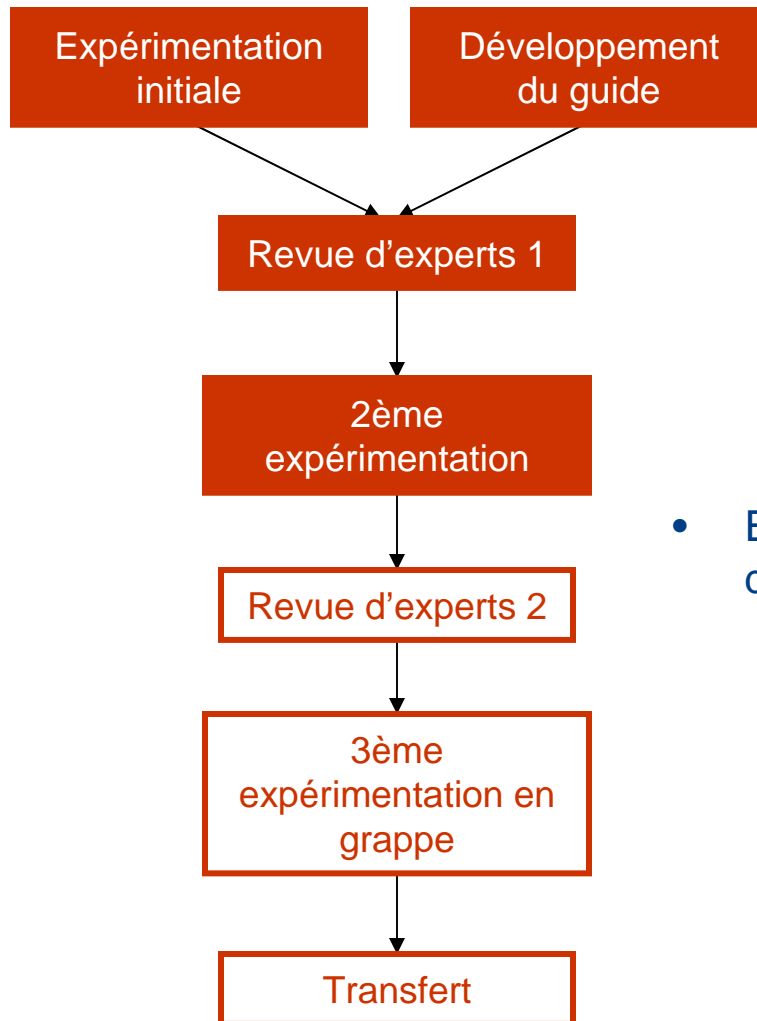 Expérimentation
initiale
Développement
du guide
Revue d'experts 1
2ème
expérimentation
•
Revue d'experts 2
3ème
expérimentation en
grappe
Transfert